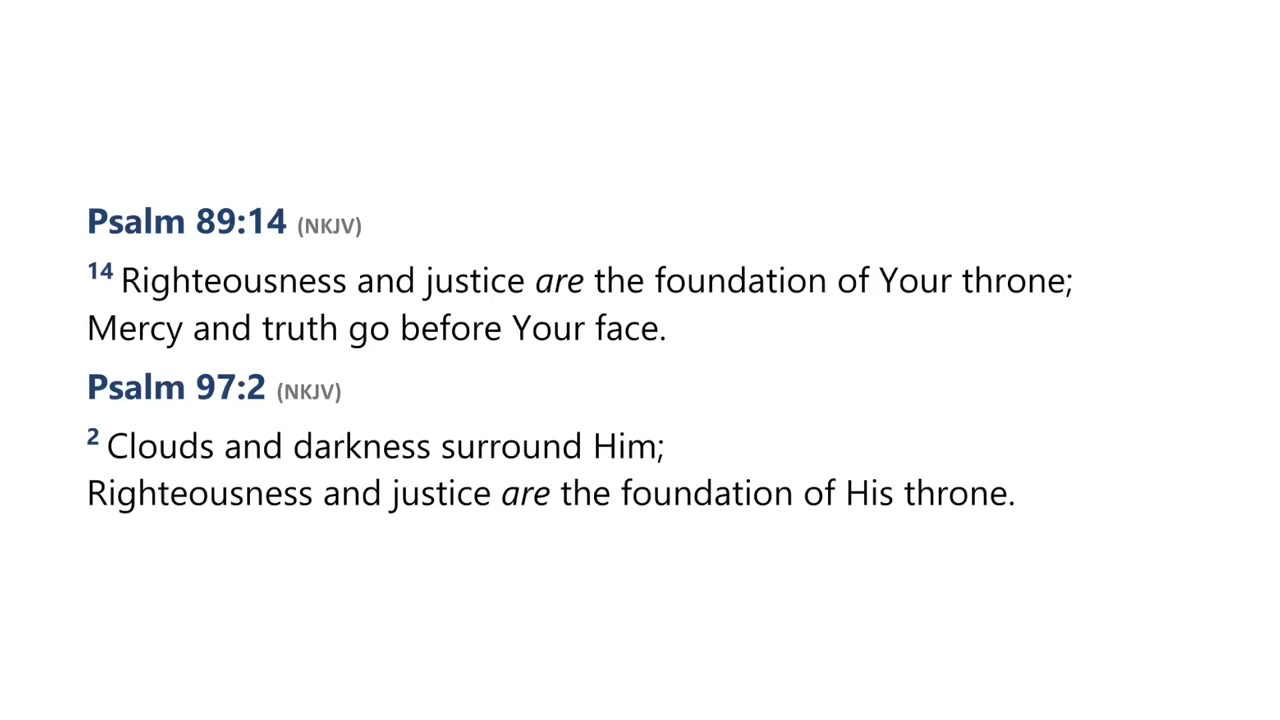 Psalm 89:14 (NKJV)
14 Righteousness and justice are the foundation of Your throne;
Mercy and truth go before Your face.
Psalm 97:2 (NKJV)
2 Clouds and darkness surround Him;
Righteousness and justice are the foundation of His throne.